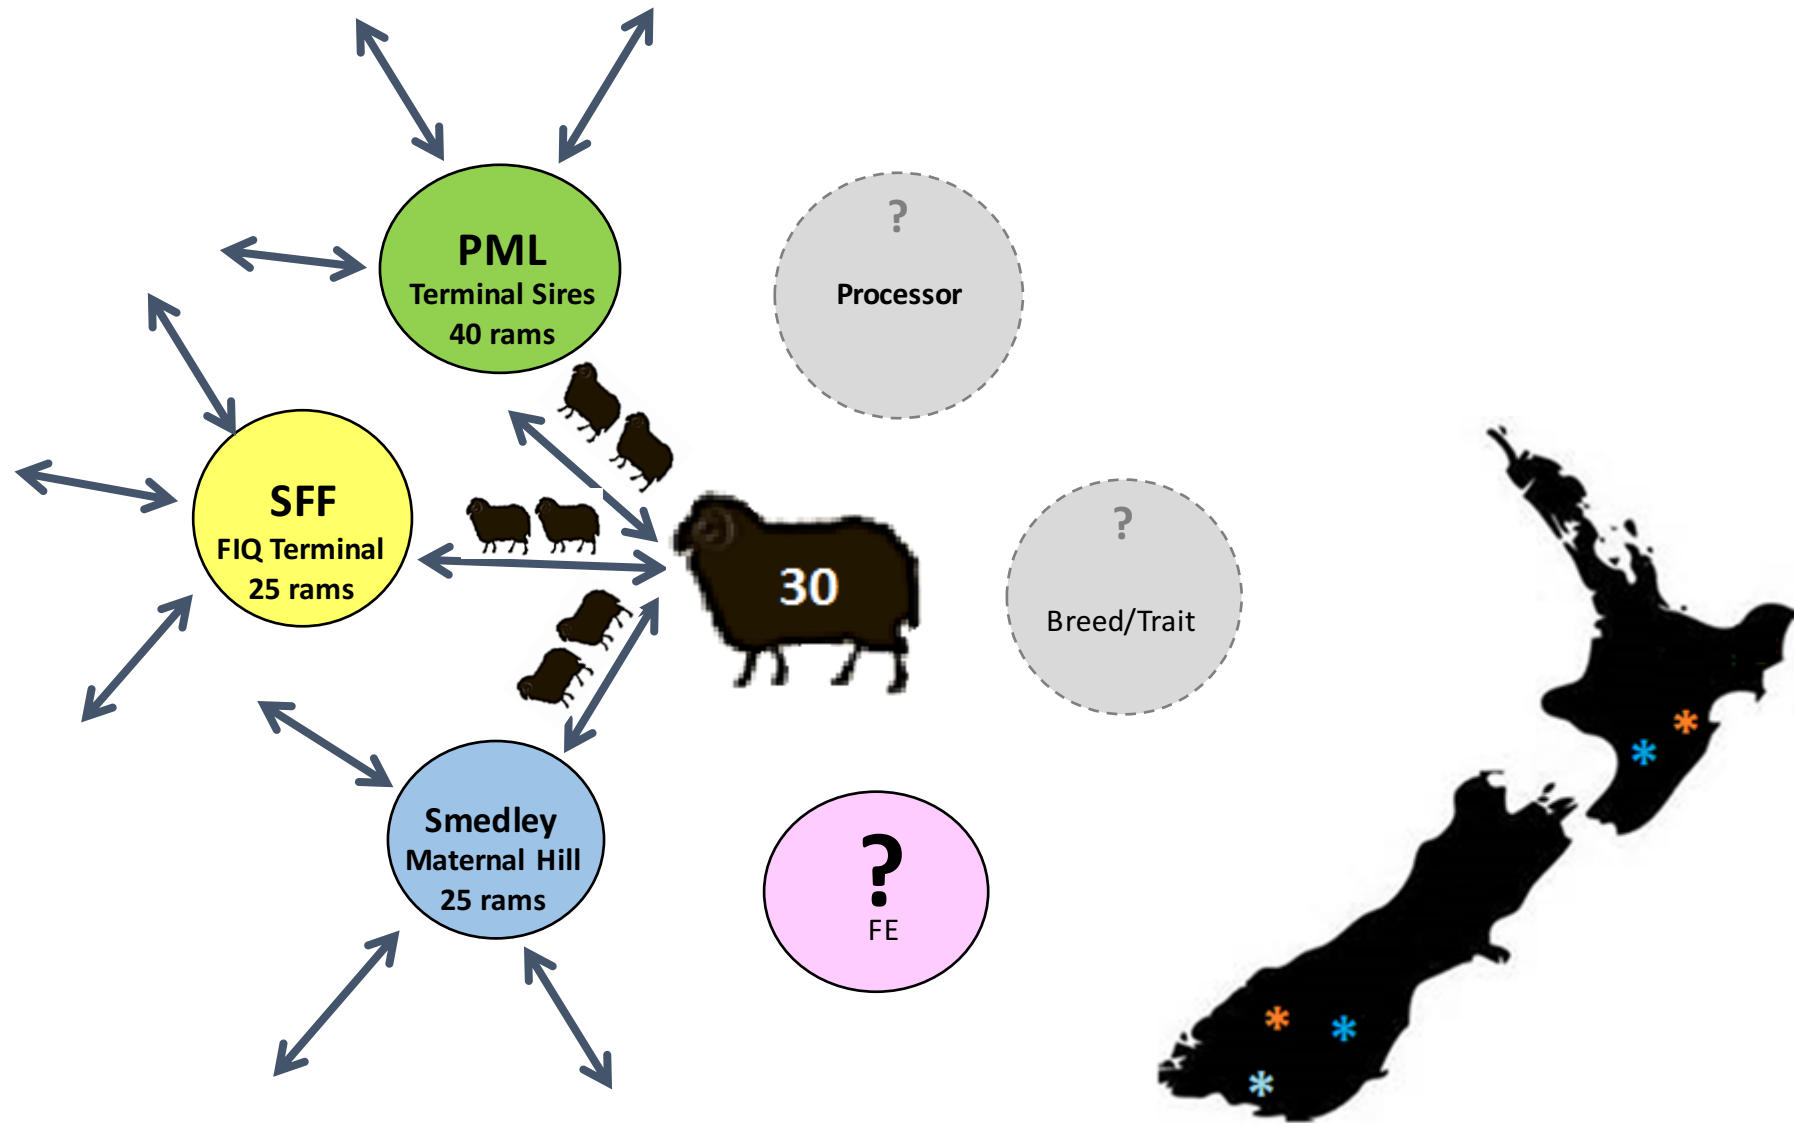 PML
Terminal Sires
40 rams
?
Processor
SFF
FIQ Terminal
25 rams
30
?
Breed/Trait
Smedley
Maternal Hill
25 rams
?
FE
*
*
*
*
*